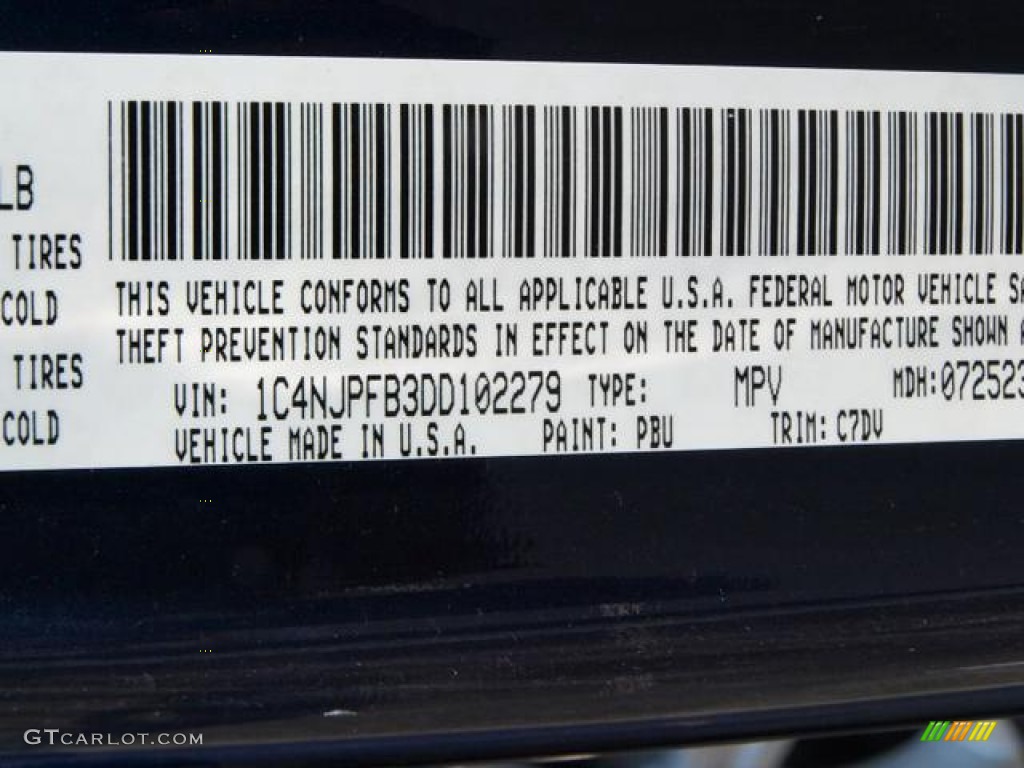 LB
TIRES
COLD
TIRES
COLD
THIS VEHICLE CONFORMS TO ALL APPLICABLE U.S.A. FEDERAL MOTOR VEHICLE SA
THEFT PREVENTION STANDARDS IN EFFECT ON THE DATE OF MANUFACTURE SHOWN A
VIN: 1C4NJPFB3DD102279 TYPE: MPV MDH:072523
VEHICLE MADE IN U.S.A. PAINT: PBU TRIM: C7DV
GTCARLOT.COM